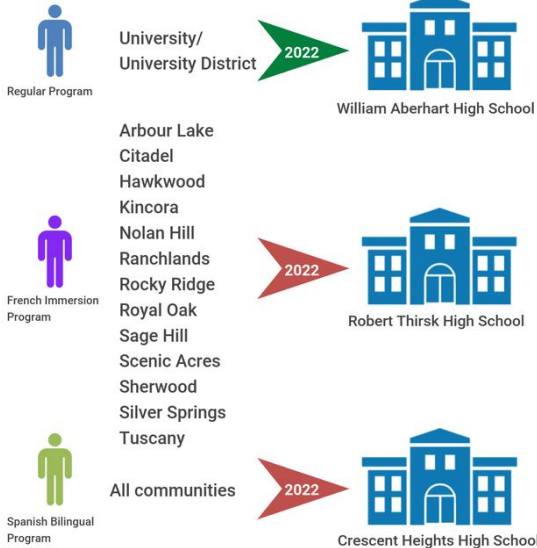 Regular Program
University/
University District
2022
William Aberhart High School
French Immersion
Program
Arbour Lake
Citadel
Hawkwood
Kincora
Nolan Hill
Ranchlands
Rocky Ridge
Royal Oak
Sage Hill
Scenic Acres
Sherwood
Silver Springs
Tuscany
2022
Robert Thirsk High School
Spanish Bilingual
Program
All communities
2022
Crescent Heights High School